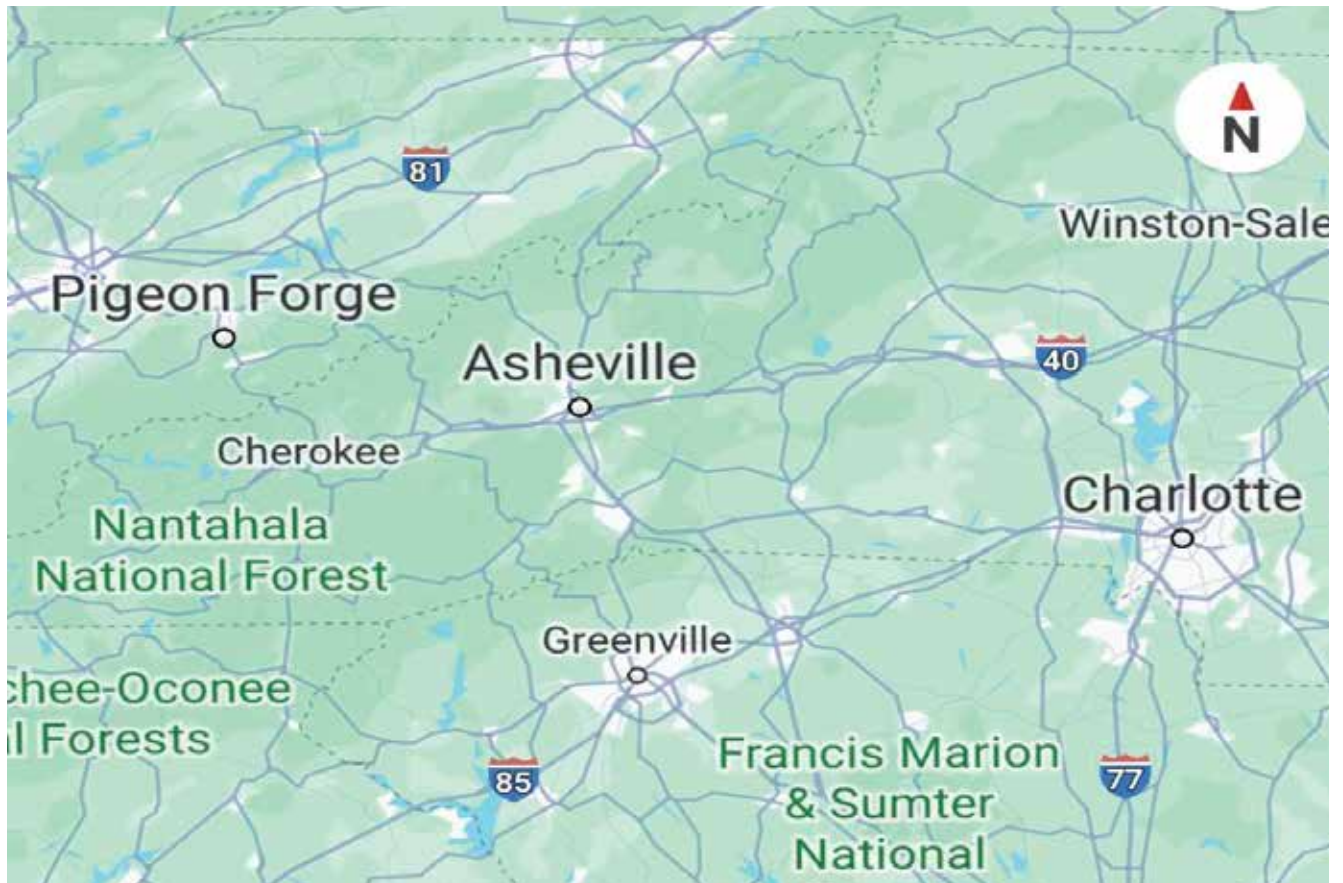 N
81
Winston-Sale
Pigeon Forge
Asheville
40
Cherokee
Charlotte
Nantahala
National Forest
Greenville
chee-Oconee
l Forests
Francis Marion
& Sumter
National
85
77